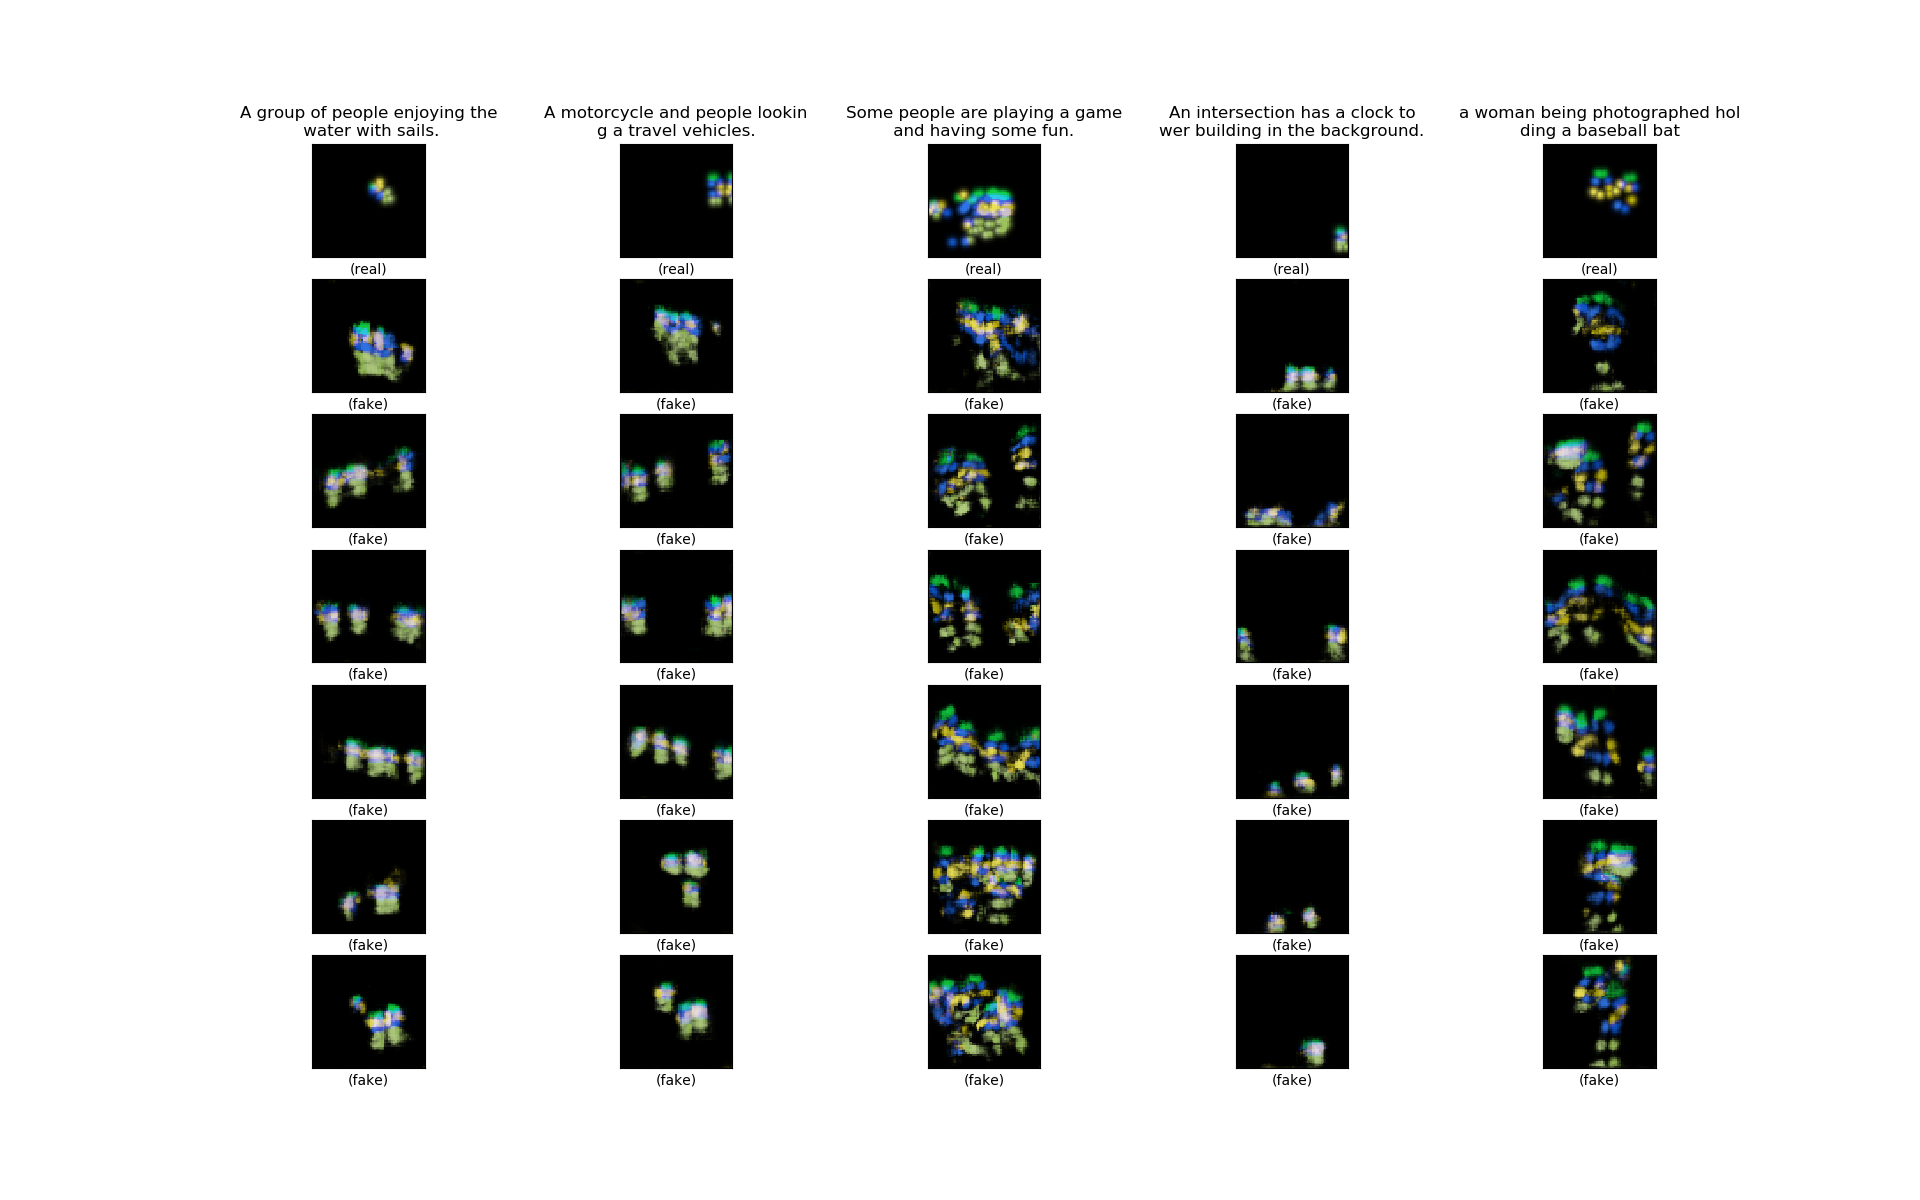 A group of people enjoying the
water with sails.
A motorcycle and people lookin
g a travel vehicles.
Some people are playing a game
and having some fun.
An intersection has a clock to
wer building in the background.
a woman being photographed hol
ding a baseball bat
(real) (real) (real) (real) (real)
(fake) (fake) (fake) (fake) (fake)
(fake) (fake) (fake) (fake) (fake)
(fake) (fake) (fake) (fake) (fake)
(fake) (fake) (fake) (fake) (fake)
(fake) (fake) (fake) (fake) (fake)
(fake) (fake) (fake) (fake) (fake)